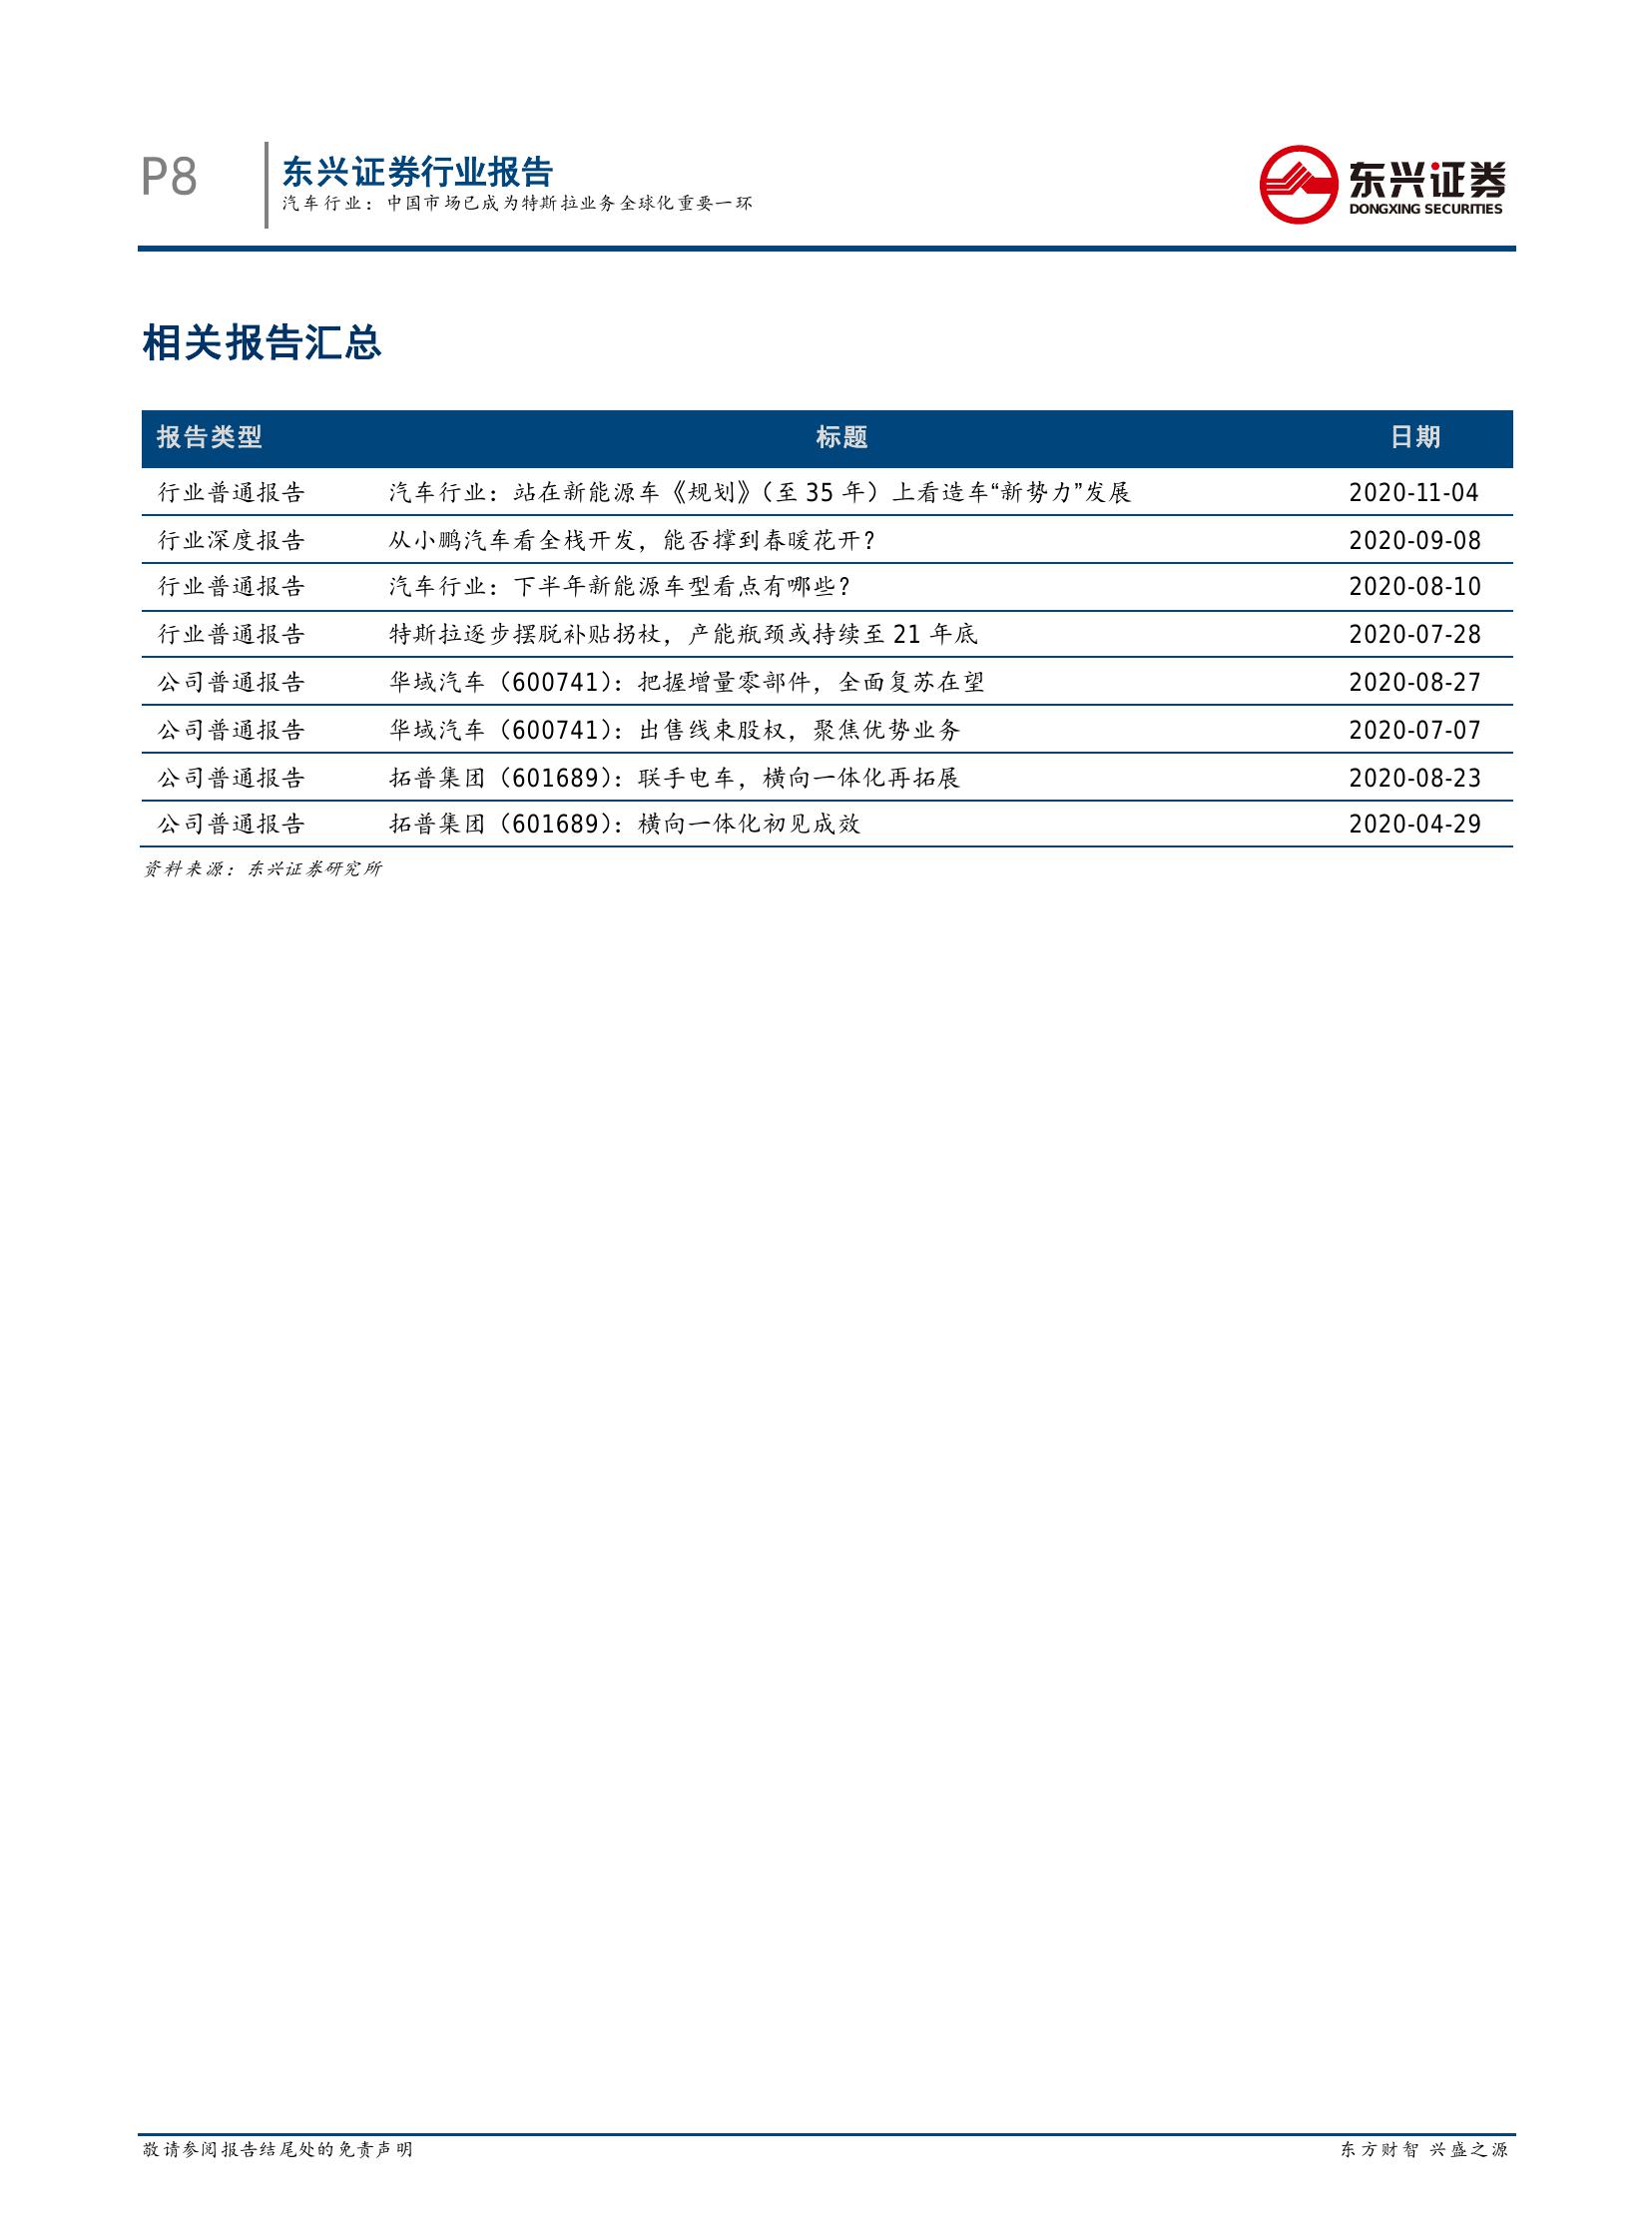 P8
东兴证券行业报告
汽车行业：中国市场已成为特斯拉业务全球化重要一环
东兴证券
DONGXING SECURITIES
相关报告汇总
报告类型 标题 日期
行业普通报告 汽车行业：站在新能源车《规划》（至 35 年）上看造车“新势力”发展 2020-11-04
行业深度报告 从小鹏汽车看全栈开发，能否撑到春暖花开？ 2020-09-08
行业普通报告 汽车行业：下半年新能源车型看点有哪些？ 2020-08-10
行业普通报告 特斯拉逐步摆脱补贴拐杖，产能瓶颈或持续至 21 年底 2020-07-28
公司普通报告 华域汽车（600741）：把握增量零部件，全面复苏在望 2020-08-27
公司普通报告 华域汽车（600741）：出售线束股权，聚焦优势业务 2020-07-07
公司普通报告 拓普集团（601689）：联手电车，横向一体化再拓展 2020-08-23
公司普通报告 拓普集团（601689）：横向一体化初见成效 2020-04-29
资料来源：东兴证券研究所
敬请参阅报告结尾处的免责声明 东方财智 兴盛之源